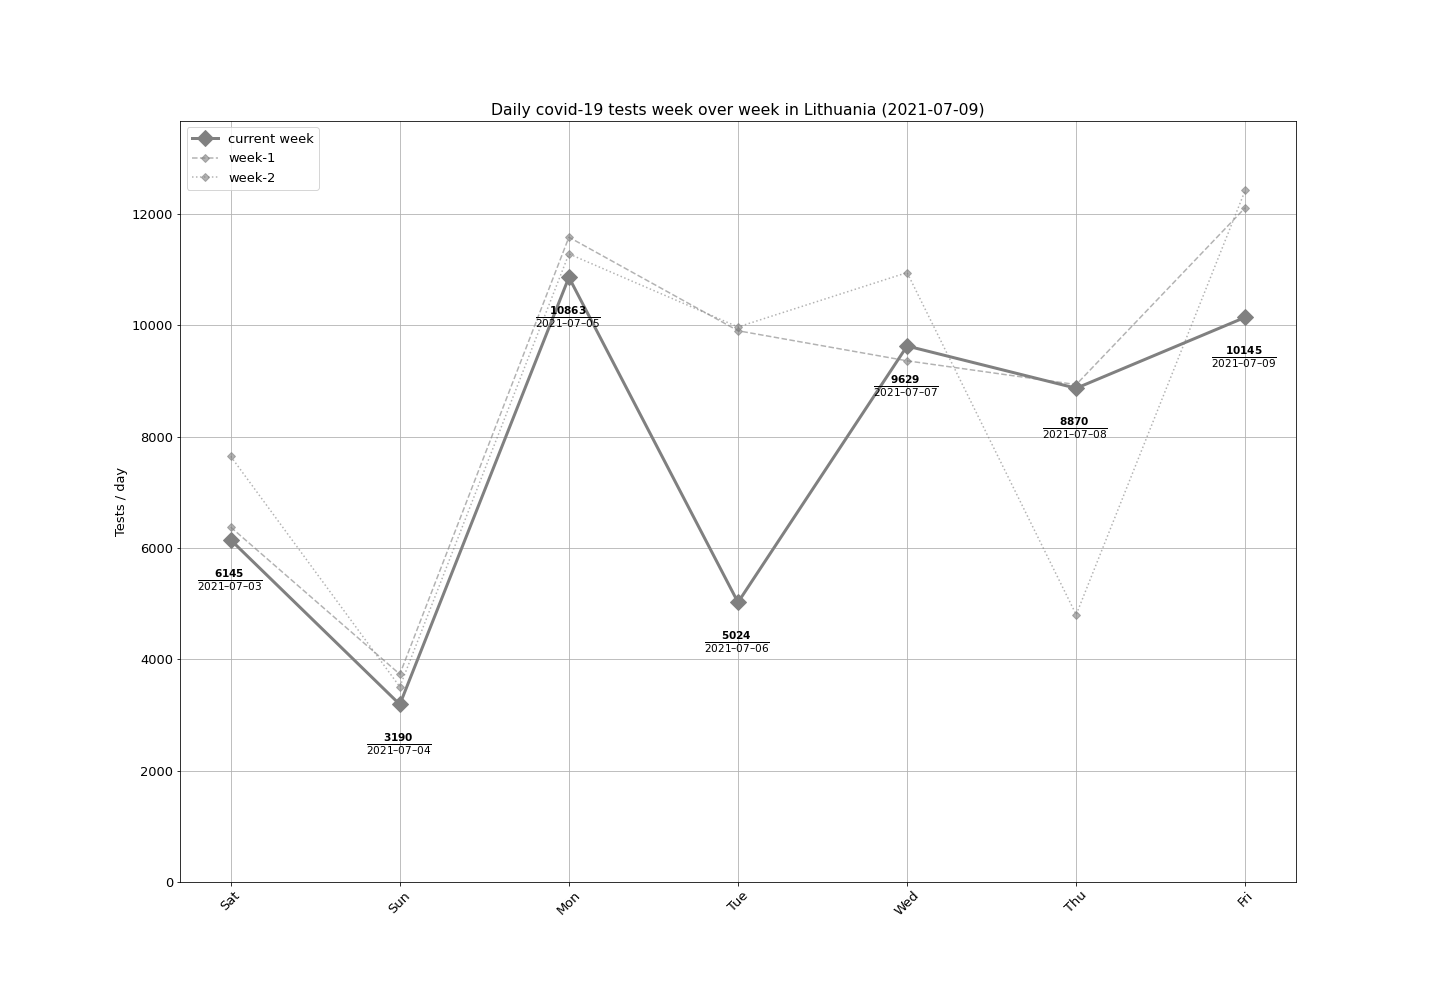 Daily covid-19 tests week over week in Lithuania (2021-07-09)
current week
week-1
week-2
Tests / day
12000
10000
8000
6000
4000
2000
0
6145
2021-07-03
3190
2021-07-04
10863
2021-07-05
5024
2021-07-06
9629
2021-07-07
8870
2021-07-08
10145
2021-07-09
Sat
Sun
Mon
Tue
Wed
Thu
Fri